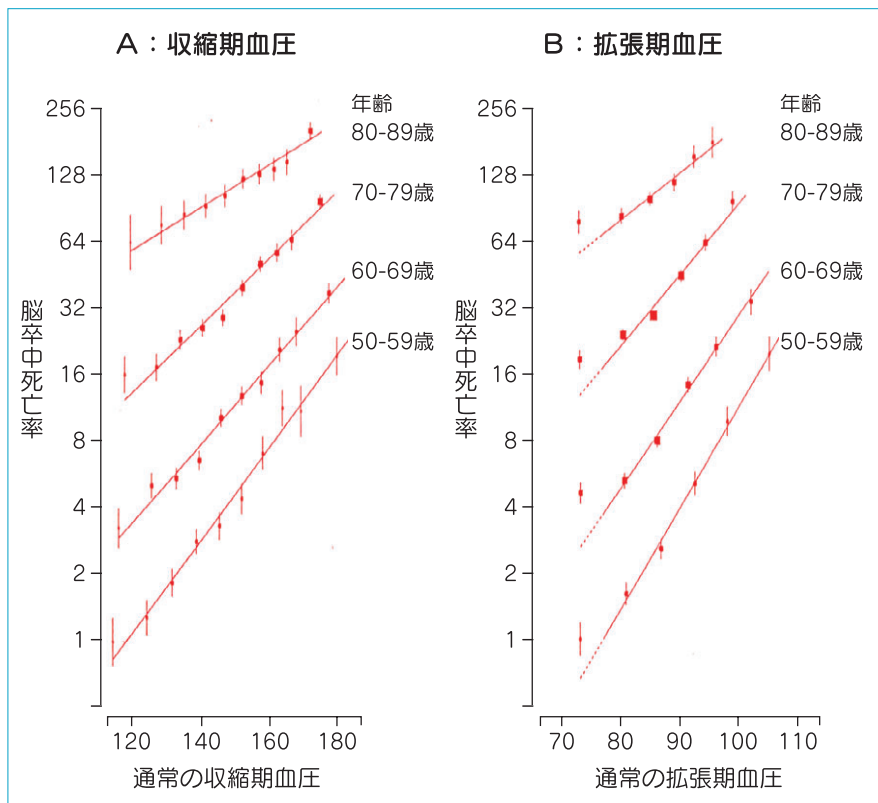 A：収縮期血圧
256
128
64
32
16
8
4
2
1
脳卒中死亡率
年齢
80-89歳
70-79歳
60-69歳
50-59歳
120
140
160
180
通常の収縮期血圧
B：拡張期血圧
256
128
64
32
16
8
4
2
1
脳卒中死亡率
年齢
80-89歳
70-79歳
60-69歳
50-59歳
70
80
90
100
110
通常の拡張期血圧